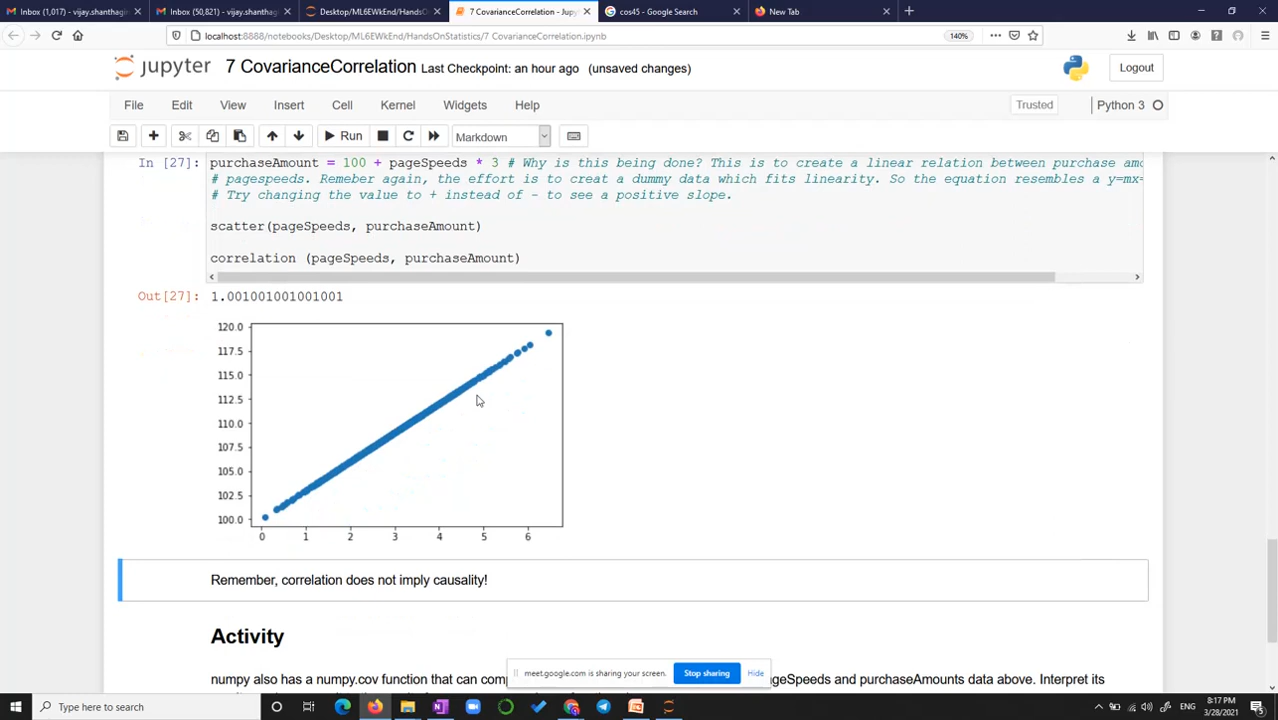 Inbox (1,017) - vijay.shanthagiri
Inbox (50,821) - vijay.shanthagi
Desktop/ML6EWkEnd/HandsOnStatis
7 CovarianceCorrelation - Jupyt
cos45 - Google Search
New Tab
localhost:8888/notebooks/Desktop/ML6EWkEnd/HandsOnStatistics/7 CovarianceCorrelation.ipynb
140%
jupyter 7 CovarianceCorrelation Last Checkpoint: an hour ago (unsaved changes)
Logout
File Edit View Insert Cell Kernel Widgets Help
Trusted
Python 3
Run
Markdown
In [27]: purchaseAmount = 100 + pageSpeeds * 3 # Why is this being done? This is to create a linear relation between purchase amo
# pagespeeds. Remeber again, the effort is to creat a dummy data which fits linearity. So the equation resembles a y=mx=
# Try changing the value to + instead of - to see a positive slope.
scatter(pageSpeeds, purchaseAmount)
correlation (pageSpeeds, purchaseAmount)
Out[27]: 1.001001001001001
120.0
117.5
115.0
112.5
110.0
107.5
105.0
102.5
100.0
0 1 2 3 4 5 6
Remember, correlation does not imply causality!
Activity
meet.google.com is sharing your screen. Stop sharing Hide
numpy also has a numpy.cov function that can com
geSpeeds and purchaseAmounts data above. Interpret its
Type here to search
8:17 PM
3/28/2021